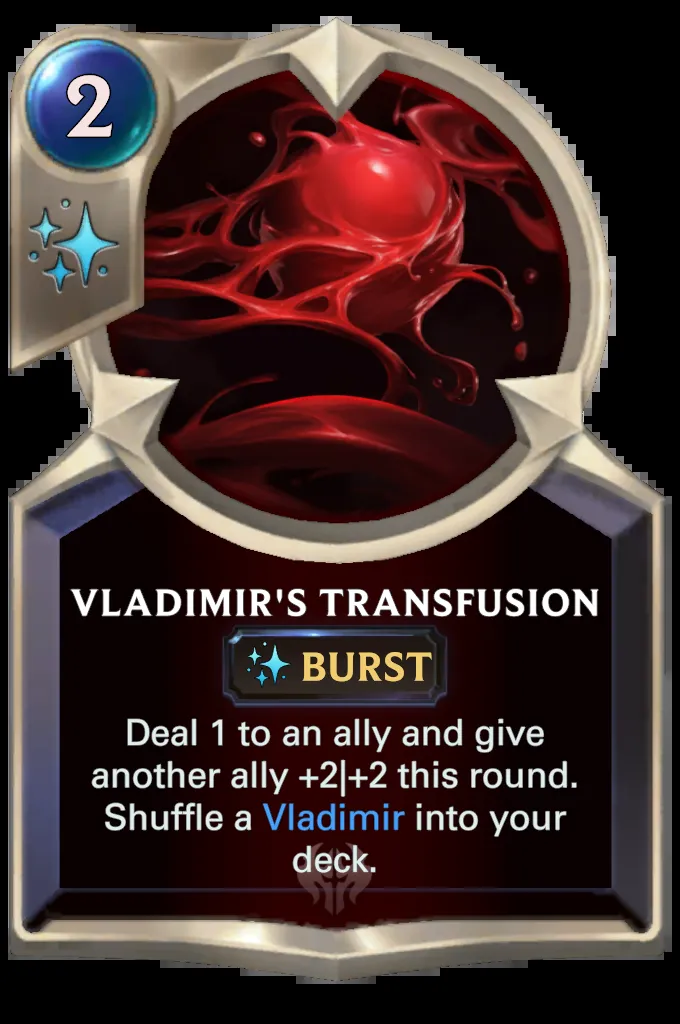 2
VLADIMIR'S TRANSFUSION
BURST
Deal 1 to an ally and give
another ally +2|+2 this round.
Shuffle a Vladimir into your
deck.